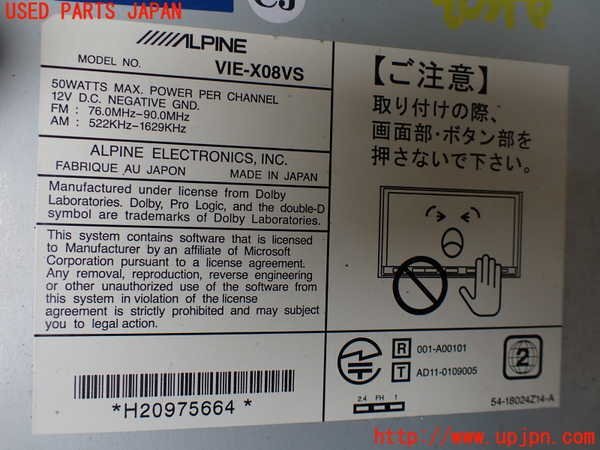 USED PARTS JAPAN
ALPINE
MODEL NO. VIE-X08VS
50WATTS MAX. POWER PER CHANNEL
12V D.C. NEGATIVE GND.
FM : 76.0MHz-90.0MHz
AM : 522KHz-1629KHz
ALPINE ELECTRONICS, INC.
FABRIQUE AU JAPON MADE IN JAPAN
Manufactured under license from Dolby
Laboratories. Dolby, Pro Logic, and the double-D
symbol are trademarks of Dolby Laboratories.
This system contains software that is licensed
to Manufacturer by an affiliate of Microsoft
Corporation pursuant to a license agreement.
Any removal, reproduction, reverse engineering
or other unauthorized use of the software from
this system in violation of the license
agreement is strictly prohibited and may subject
you to legal action.
*H20975664*
【ご注意】
取り付けの際、
画面部・ボタン部を
押さないで下さい。
R 001-A00101
T AD11-0109005
2.4 FH 1
2
54-18024Z14-A
http://www.upjpn.com